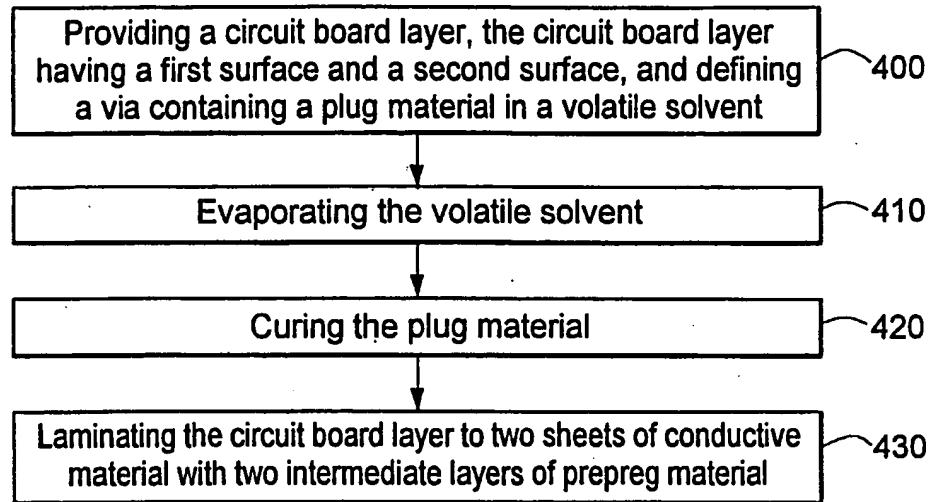 Providing a circuit board layer, the circuit board layer
having a first surface and a second surface, and defining
a via containing a plug material in a volatile solvent
400
Evaporating the volatile solvent
410
Curing the plug material
420
Laminating the circuit board layer to two sheets of conductive
material with two intermediate layers of prepreg material
430